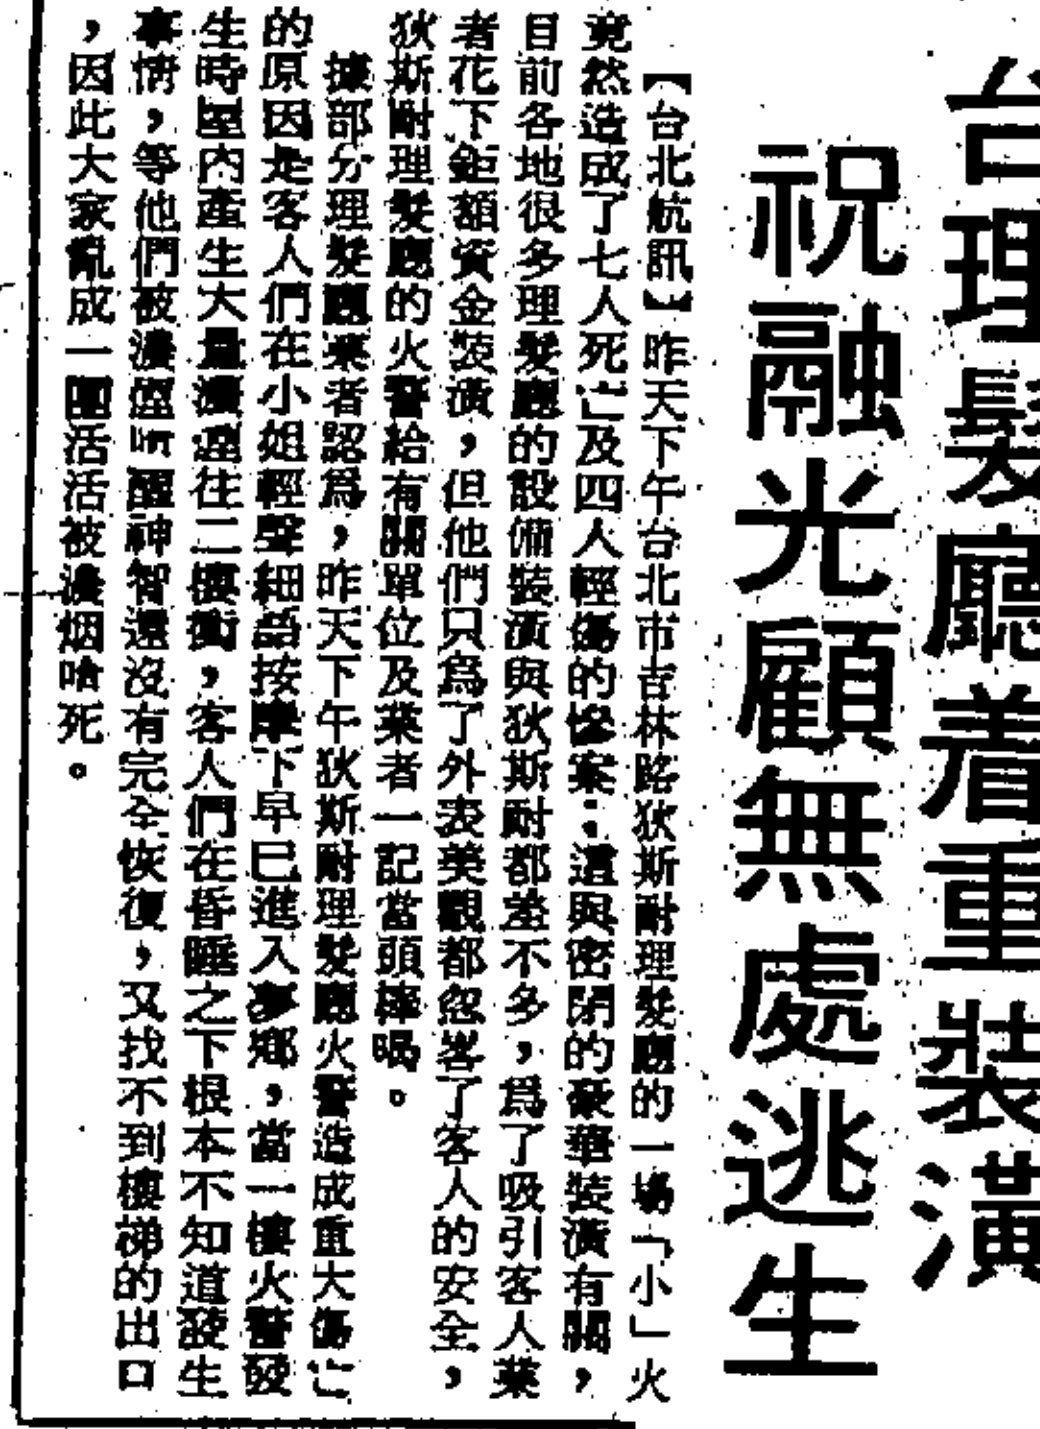 台理髮廳着重裝潢
祝融光顧無處逃生
【台北航訊】昨天下午台北市吉林路狄斯耐理髮廳的一場「小」火
竟然造成了七人死亡及四人輕傷的慘案：這與密閉的豪華裝潢有關，
目前各地很多理髮廳的設備裝潢與狄斯耐都差不多，爲了吸引客人業
者花下鉅額資金裝潢，但他們只爲了外表美觀都忽畧了客人的安全，
狄斯耐理髮廳的火警給有關單位及業者一記當頭棒喝。
據部分理髮廳業者認爲，昨天下午狄斯耐理髮廳火警造成重大傷亡
的原因是客人們在小姐輕聲細語按摩下早已進入夢鄉，當一樓火警發
生時屋內產生大量濃煙往二樓衝，客人們在昏睡之下根本不知道發生
事情，等他們被濃煙嗆醒神智還沒有完全恢復，又找不到樓梯的出口
，因此大家亂成一團活活被濃烟嗆死。